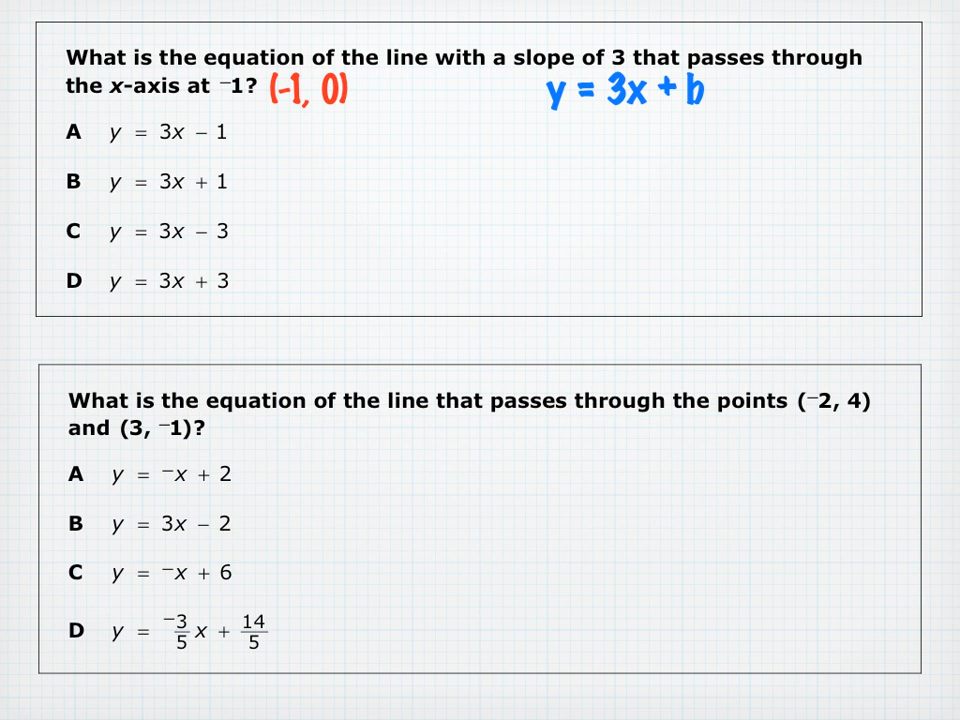 What is the equation of the line with a slope of 3 that passes through
the x-axis at ⁻1? (-1, 0) y = 3x + b
A y = 3x − 1
B y = 3x + 1
C y = 3x − 3
D y = 3x + 3
What is the equation of the line that passes through the points (⁻2, 4)
and (3, ⁻1)?
A y = ⁻x + 2
B y = 3x − 2
C y = ⁻x + 6
D y = ⁻3/5 x + 14/5